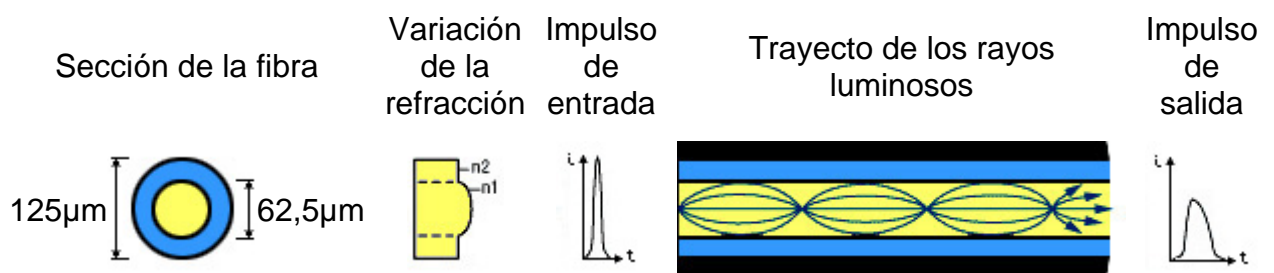 Sección de la fibra
Variación
de la
refracción
Impulso
de
entrada
Trayecto de los rayos
luminosos
Impulso
de
salida
125µm
62,5µm
n2
n1
i
t
i
t